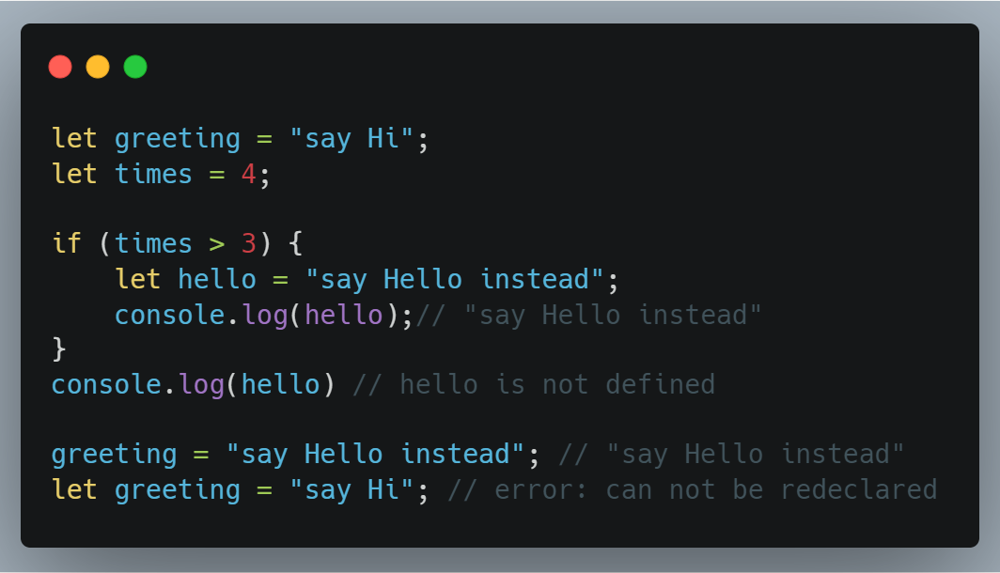 let greeting = "say Hi";
let times = 4;
if (times > 3) {
    let hello = "say Hello instead";
    console.log(hello);// "say Hello instead"
}
console.log(hello) // hello is not defined
greeting = "say Hello instead"; // "say Hello instead"
let greeting = "say Hi"; // error: can not be redeclared